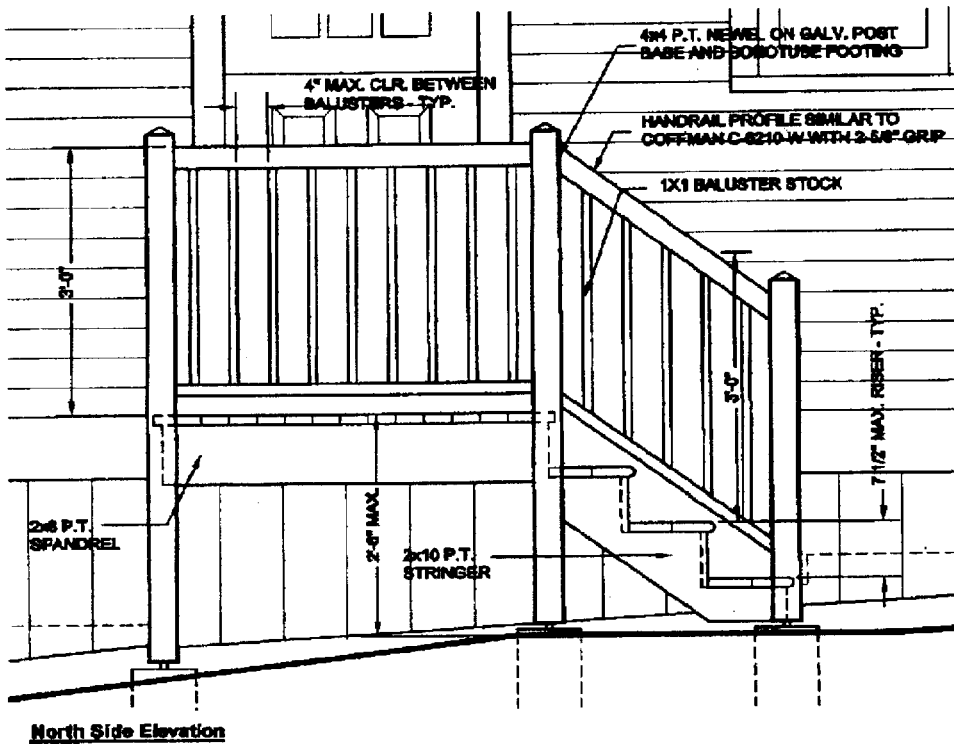 4x4 P.T. NEWEL ON GALV. POST
BASE AND SONOTUBE FOOTING
4" MAX. CLR. BETWEEN
BALUSTERS - TYP.
HANDRAIL PROFILE SIMILAR TO
COFFMAN C-6210-W WITH 2-5/8" GRIP
1X1 BALUSTER STOCK
3'-0"
3'-0"
7 1/2" MAX. RISER - TYP.
2x8 P.T.
SPANDREL
2'-6" MAX.
2x10 P.T.
STRINGER
North Side Elevation